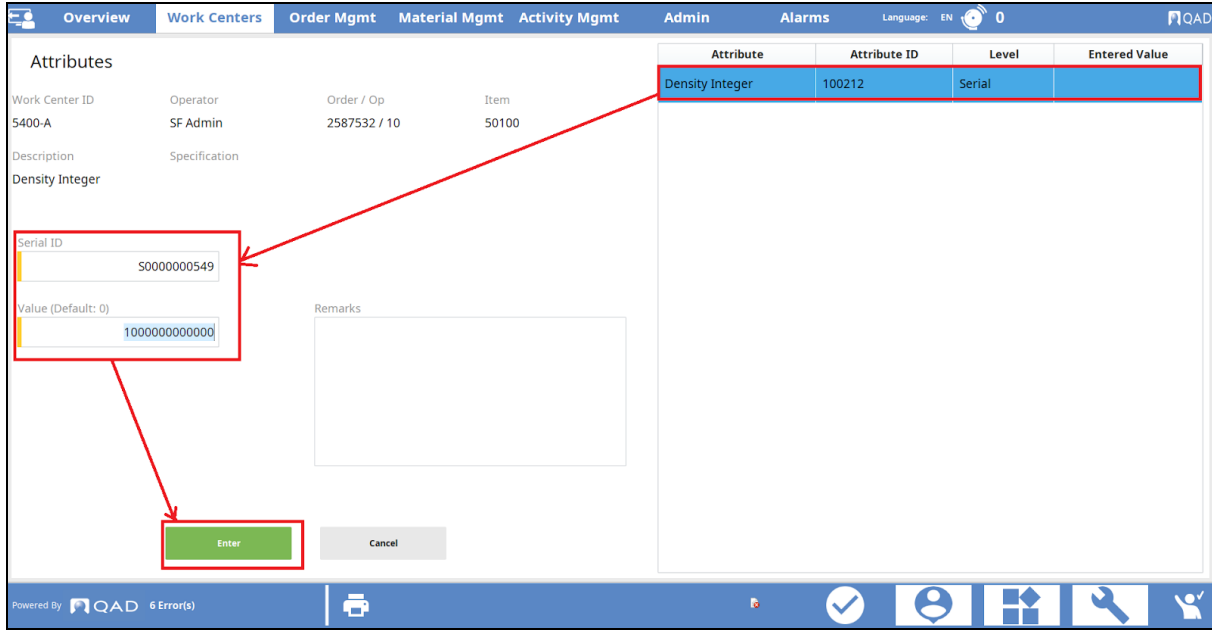 Overview Work Centers Order Mgmt Material Mgmt Activity Mgmt Admin Alarms Language: EN 0 QAD
Attributes
Work Center ID Operator Order / Op Item
5400-A SF Admin 2587532 / 10 50100
Description Specification
Density Integer
Serial ID
S0000000549
Value (Default: 0) Remarks
1000000000000
Enter Cancel
Attribute Attribute ID Level Entered Value
Density Integer 100212 Serial
Powered By QAD 6 Error(s)